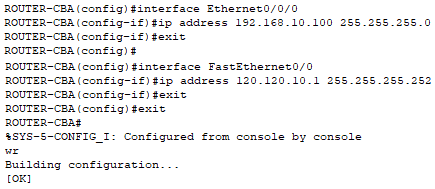 ROUTER-CBA(config)#interface Ethernet0/0/0
ROUTER-CBA(config-if)#ip address 192.168.10.100 255.255.255.0
ROUTER-CBA(config-if)#exit
ROUTER-CBA(config)#
ROUTER-CBA(config)#interface FastEthernet0/0
ROUTER-CBA(config-if)#ip address 120.120.10.1 255.255.255.252
ROUTER-CBA(config-if)#exit
ROUTER-CBA(config)#exit
ROUTER-CBA#
%SYS-5-CONFIG_I: Configured from console by console
wr
Building configuration...
[OK]